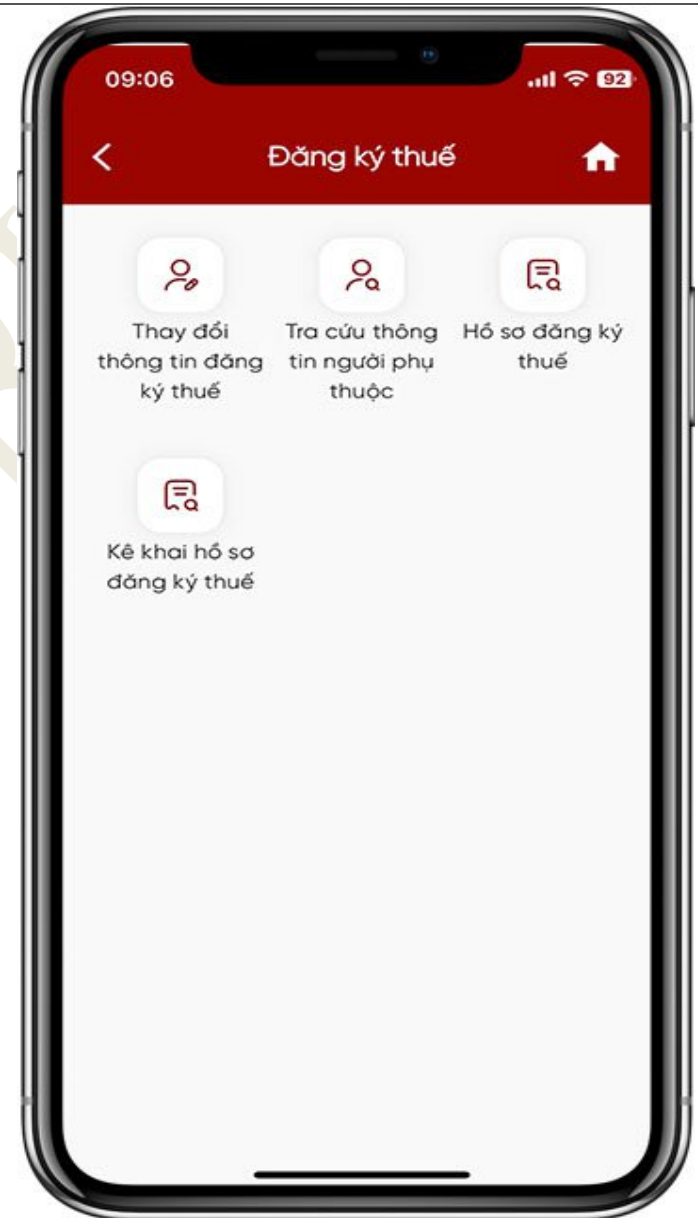 09:06
92
Đăng ký thuế
Thay đổi
thông tin đăng
ký thuế
Tra cứu thông
tin người phụ
thuộc
Hồ sơ đăng ký
thuế
Kê khai hồ sơ
đăng ký thuế